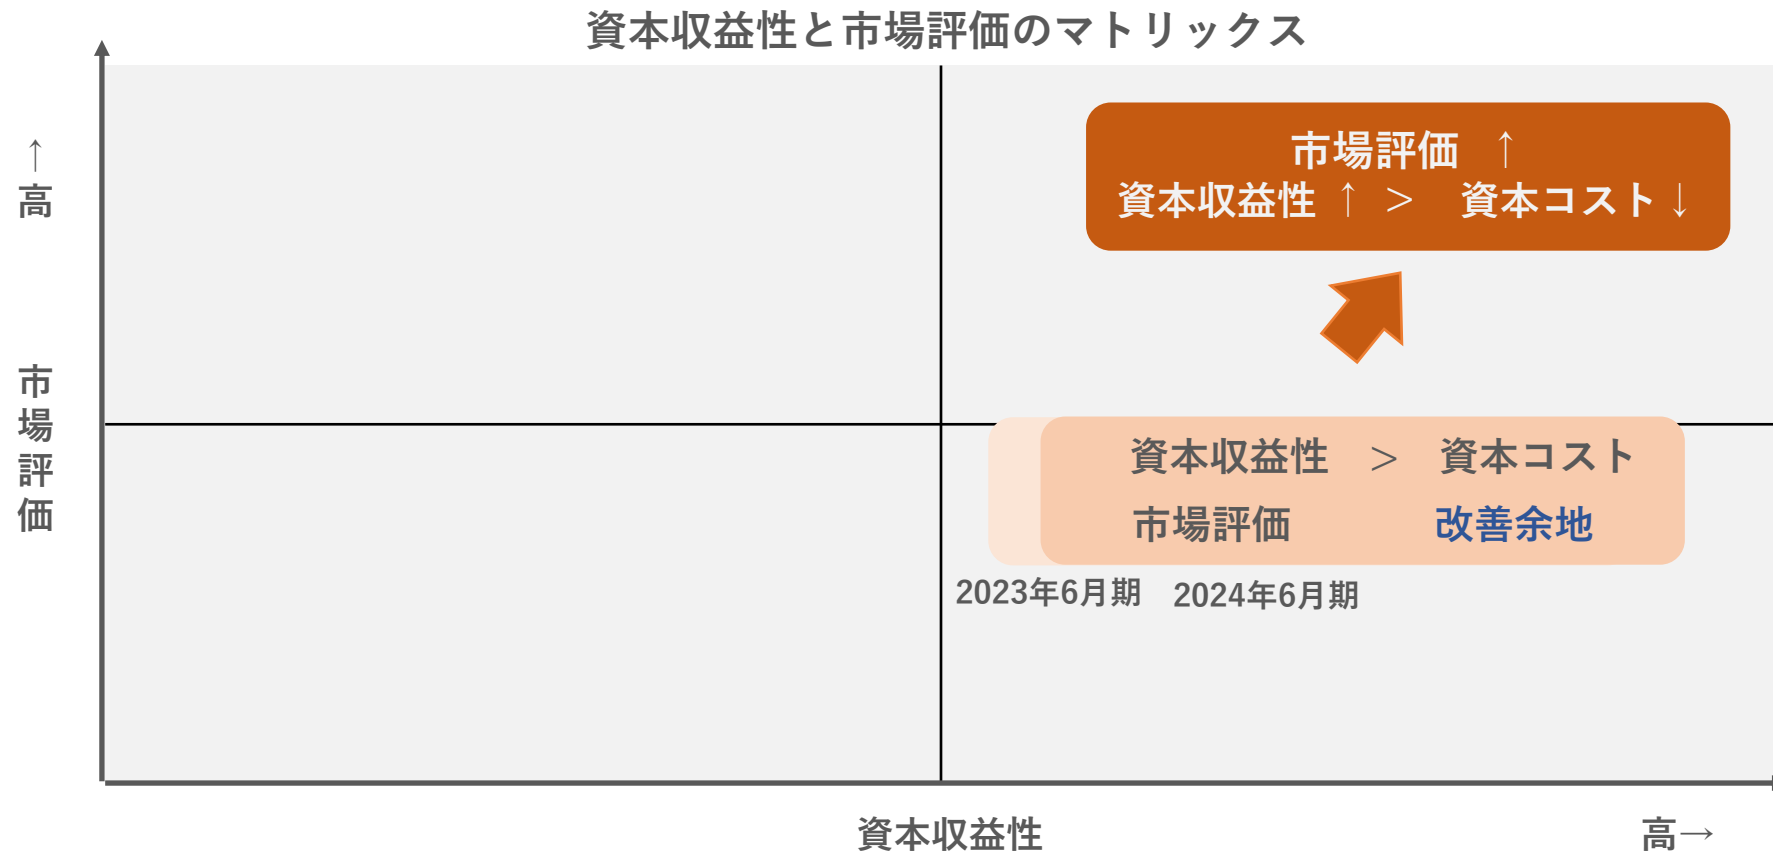 資本収益性と市場評価のマトリックス
↑高
市場評価
市場評価 ↑
資本収益性 ↑ > 資本コスト ↓
資本収益性 > 資本コスト
市場評価 改善余地
2023年6月期 2024年6月期
資本収益性 高→